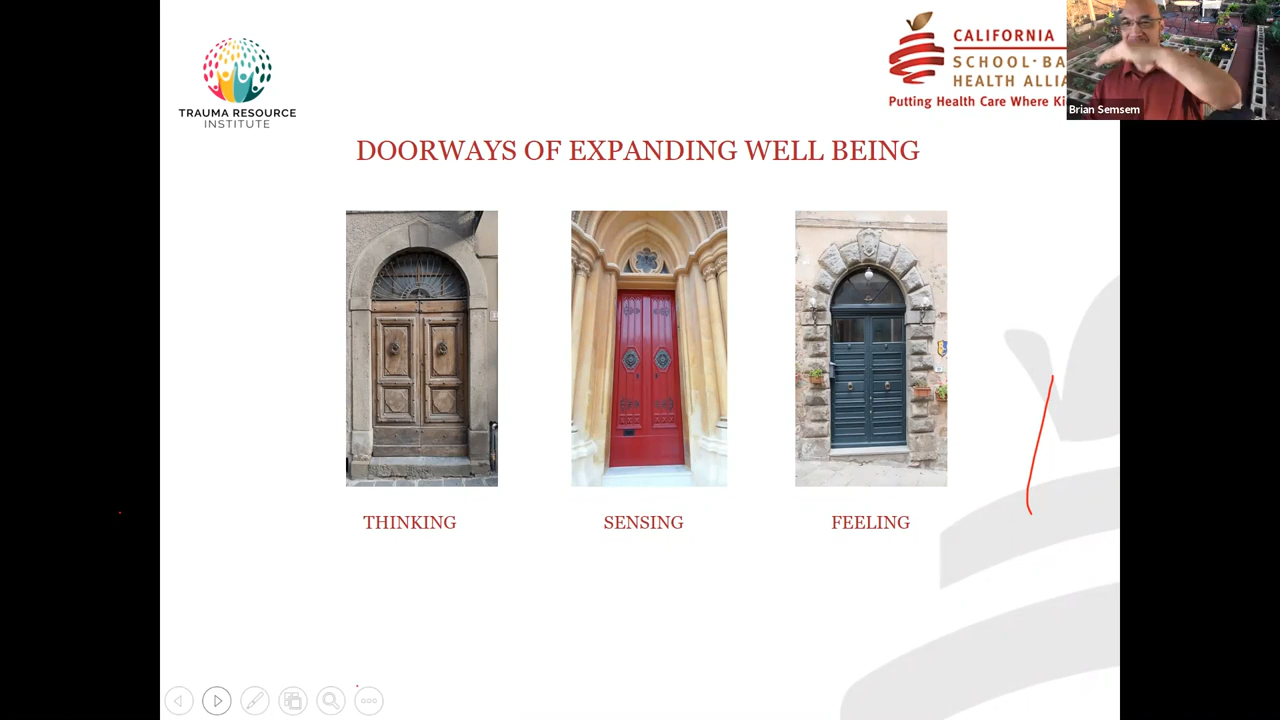 TRAUMA RESOURCE
INSTITUTE
CALIFORNIA
SCHOOL·BA
HEALTH ALLIA
Putting Health Care Where Ki
Brian Semsem
DOORWAYS OF EXPANDING WELL BEING
THINKING
SENSING
FEELING